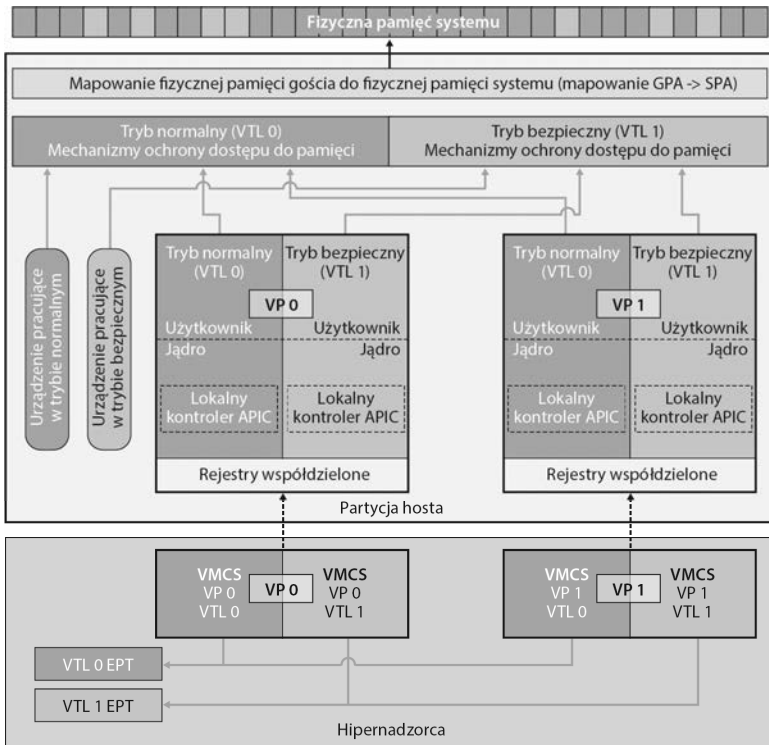 Fizyczna pamięć systemu
Mapowanie fizycznej pamięci gościa do fizycznej pamięci systemu (mapowanie GPA -> SPA)
Tryb normalny (VTL 0)
Mechanizmy ochrony dostępu do pamięci
Tryb bezpieczny (VTL 1)
Mechanizmy ochrony dostępu do pamięci
Urządzenie pracujące
w trybie normalnym
Urządzenie pracujące
w trybie bezpiecznym
Tryb normalny
(VTL 0)
Tryb bezpieczny
(VTL 1)
VP 0
Użytkownik
Użytkownik
Jądro
Jądro
Lokalny
kontroler APIC
Lokalny
kontroler APIC
Rejestry współdzielone
Tryb normalny
(VTL 0)
Tryb bezpieczny
(VTL 1)
VP 1
Użytkownik
Użytkownik
Jądro
Jądro
Lokalny
kontroler APIC
Lokalny
kontroler APIC
Rejestry współdzielone
Partycja hosta
VMCS
VP 0
VTL 0
VP 0
VMCS
VP 0
VTL 1
VMCS
VP 1
VTL 0
VP 1
VMCS
VP 1
VTL 1
VTL 0 EPT
VTL 1 EPT
Hipernadzorca